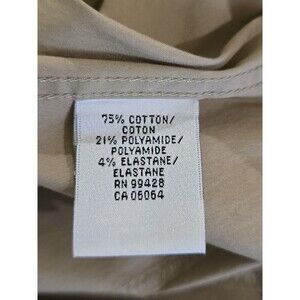 75% COTTON/
COTON
21% POLYAMIDE/
POLYAMIDE
4% ELASTANE/
ELASTANE
RN 99428
CA 06064